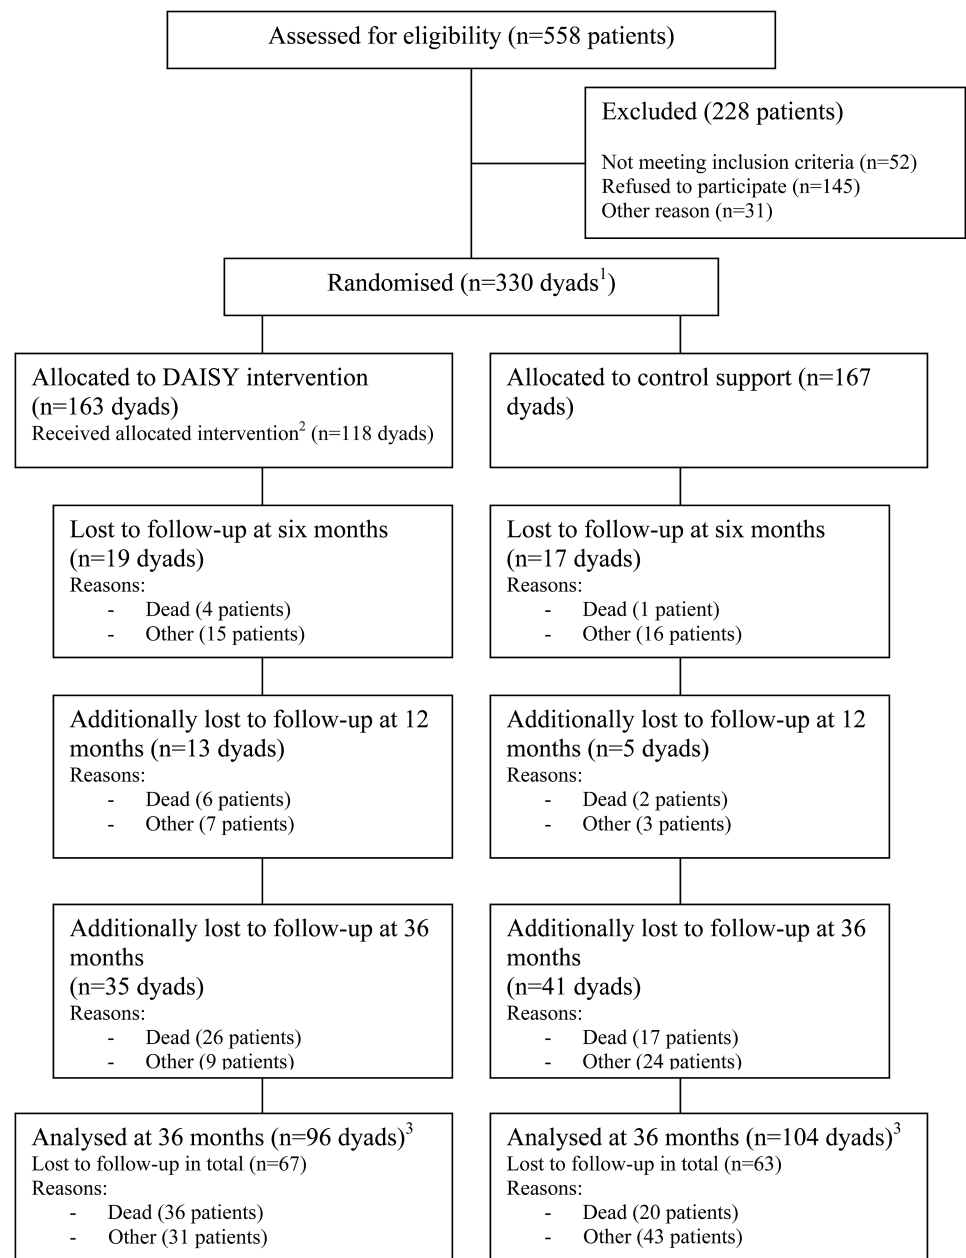 Assessed for eligibility (n=558 patients)
Excluded (228 patients)
Not meeting inclusion criteria (n=52)
Refused to participate (n=145)
Other reason (n=31)
Randomised (n=330 dyads¹)
Allocated to DAISY intervention
(n=163 dyads)
Received allocated intervention² (n=118 dyads)
Allocated to control support (n=167
dyads)
Lost to follow-up at six months
(n=19 dyads)
Reasons:
- Dead (4 patients)
- Other (15 patients)
Lost to follow-up at six months
(n=17 dyads)
Reasons:
- Dead (1 patient)
- Other (16 patients)
Additionally lost to follow-up at 12
months (n=13 dyads)
Reasons:
- Dead (6 patients)
- Other (7 patients)
Additionally lost to follow-up at 12
months (n=5 dyads)
Reasons:
- Dead (2 patients)
- Other (3 patients)
Additionally lost to follow-up at 36
months
(n=35 dyads)
Reasons:
- Dead (26 patients)
- Other (9 patients)
Additionally lost to follow-up at 36
months
(n=41 dyads)
Reasons:
- Dead (17 patients)
- Other (24 patients)
Analysed at 36 months (n=96 dyads)³
Lost to follow-up in total (n=67)
Reasons:
- Dead (36 patients)
- Other (31 patients)
Analysed at 36 months (n=104 dyads)³
Lost to follow-up in total (n=63)
Reasons:
- Dead (20 patients)
- Other (43 patients)